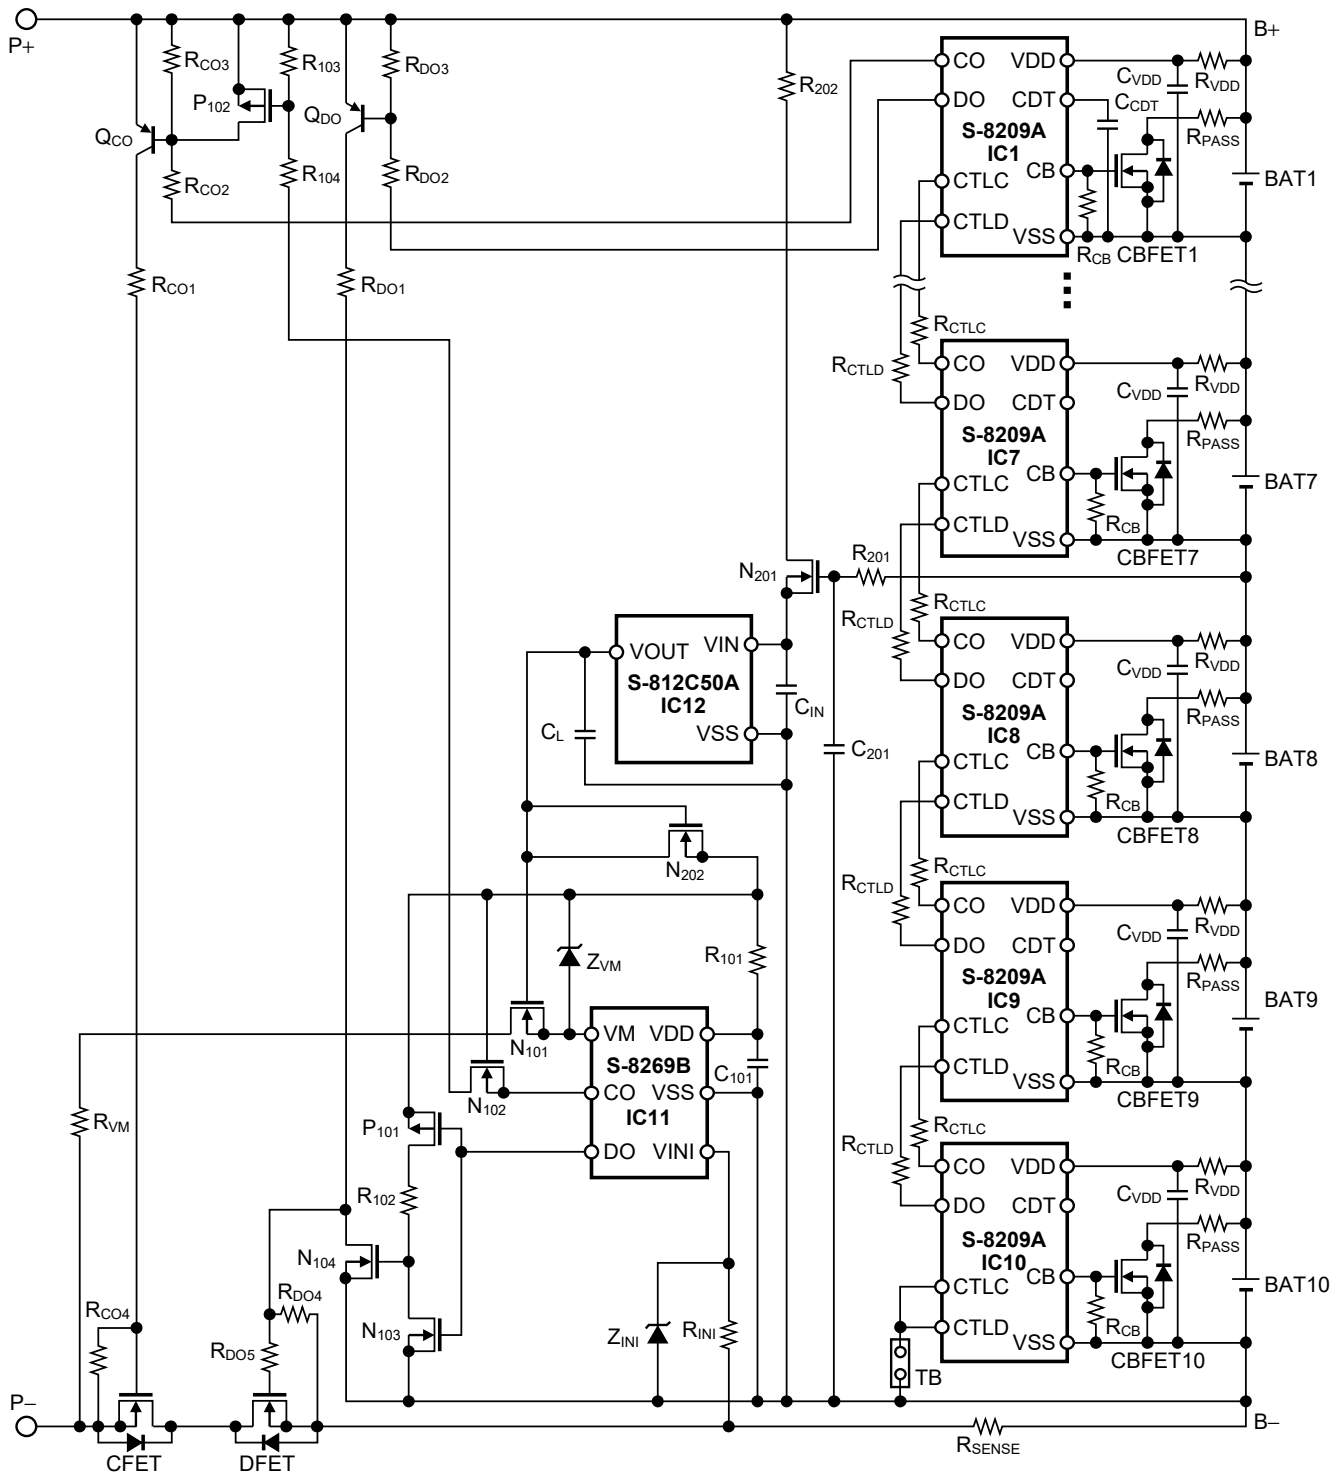 P+
B+
RCO3
R103
RDO3
R202
P102
QDO
QCO
RCO2
R104
RDO2
RCO1
RDO1
CO VDD
DO CDT
S-8209A
IC1
CB
CTLC
CTLD
VSS
CVDD
RVDD
CCDT
RPASS
BAT1
RCB
CBFET1
RCTLC
RCTLD
CO VDD
DO CDT
S-8209A
IC7
CB
CTLC
CTLD
VSS
CVDD
RVDD
RPASS
BAT7
RCB
CBFET7
N201
R201
RCTLC
RCTLD
VOUT VIN
S-812C50A
IC12
VSS
CL
CIN
C201
CO VDD
DO CDT
S-8209A
IC8
CB
CTLC
CTLD
VSS
CVDD
RVDD
RPASS
BAT8
RCB
CBFET8
N202
RCTLC
RCTLD
CO VDD
DO CDT
S-8209A
IC9
CB
CTLC
CTLD
VSS
CVDD
RVDD
RPASS
BAT9
RCB
CBFET9
ZVM
R101
N101
N102
VM VDD
S-8269B
CO VSS
IC11
DO VINI
C101
RVM
P101
R102
N104
N103
RCTLC
RCTLD
CO VDD
DO CDT
S-8209A
IC10
CB
CTLC
CTLD
VSS
CVDD
RVDD
RPASS
BAT10
RCB
CBFET10
RCO4
RDO4
RDO5
ZINI
RINI
TB
P−
B−
CFET
DFET
RSENSE